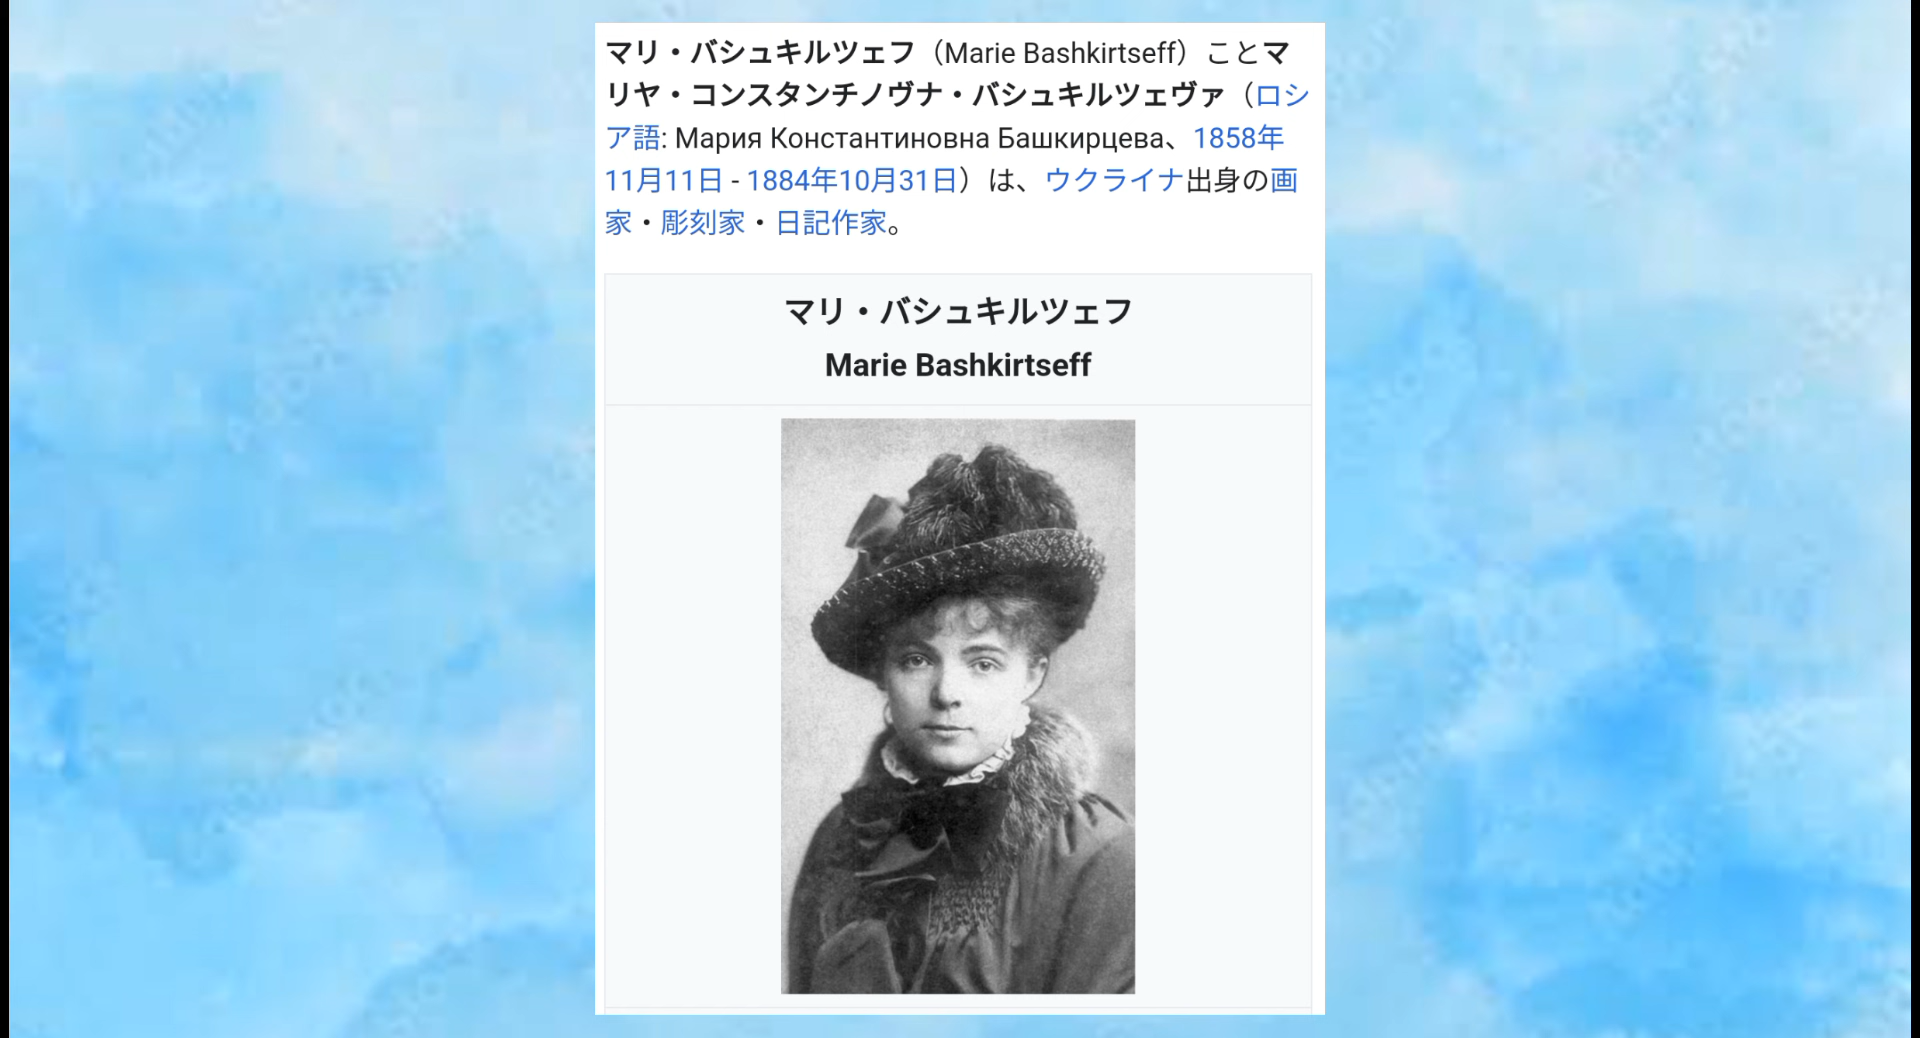 マリ・バシュキルツェフ（Marie Bashkirtseff）ことマ
リヤ・コンスタンチノヴナ・バシュキルツェヴァ（ロシ
ア語: Мария Константиновна Башкирцева、1858年
11月11日 - 1884年10月31日）は、ウクライナ出身の画
家・彫刻家・日記作家。
マリ・バシュキルツェフ
Marie Bashkirtseff